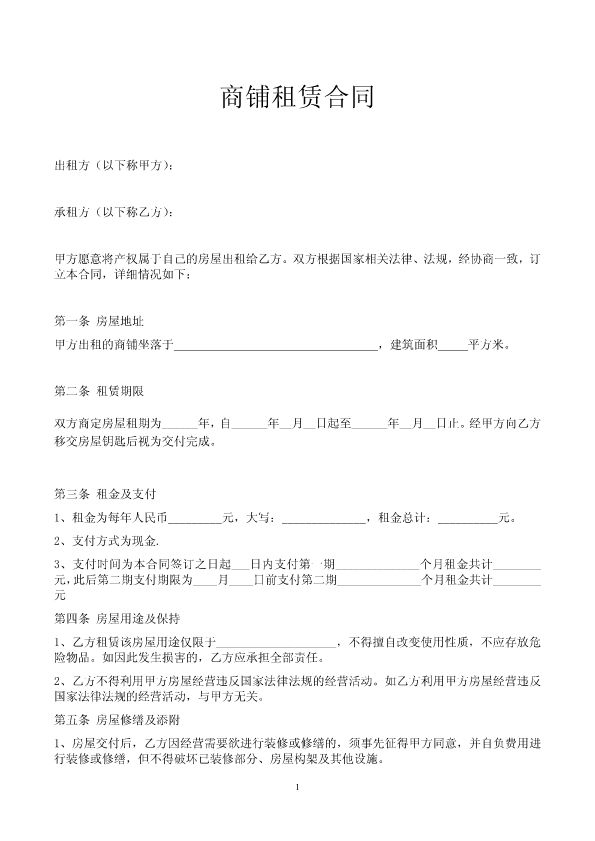 商铺租赁合同
出租方（以下称甲方）：
承租方（以下称乙方）：
甲方愿意将产权属于自己的房屋出租给乙方。双方根据国家相关法律、法规，经协商一致，订
立本合同，详细情况如下：
第一条 房屋地址
甲方出租的商铺坐落于__________________________________，建筑面积_____平方米。
第二条 租赁期限
双方商定房屋租期为______年，自______年__月__日起至______年__月__日止。经甲方向乙方
移交房屋钥匙后视为交付完成。
第三条 租金及支付
1、租金为每年人民币_________元，大写：______________，租金总计：__________元。
2、支付方式为现金.
3、支付时间为本合同签订之日起___日内支付第一期______________个月租金共计________
元，此后第二期支付期限为____月____日前支付第二期______________个月租金共计________
元
第四条 房屋用途及保持
1、乙方租赁该房屋用途仅限于____________________，不得擅自改变使用性质，不应存放危
险物品。如因此发生损害的，乙方应承担全部责任。
2、乙方不得利用甲方房屋经营违反国家法律法规的经营活动。如乙方利用甲方房屋经营违反
国家法律法规的经营活动，与甲方无关。
第五条 房屋修缮及添附
1、房屋交付后，乙方因经营需要欲进行装修或修缮的，须事先征得甲方同意，并自负费用进
行装修或修缮，但不得破坏已装修部分、房屋构架及其他设施。
1